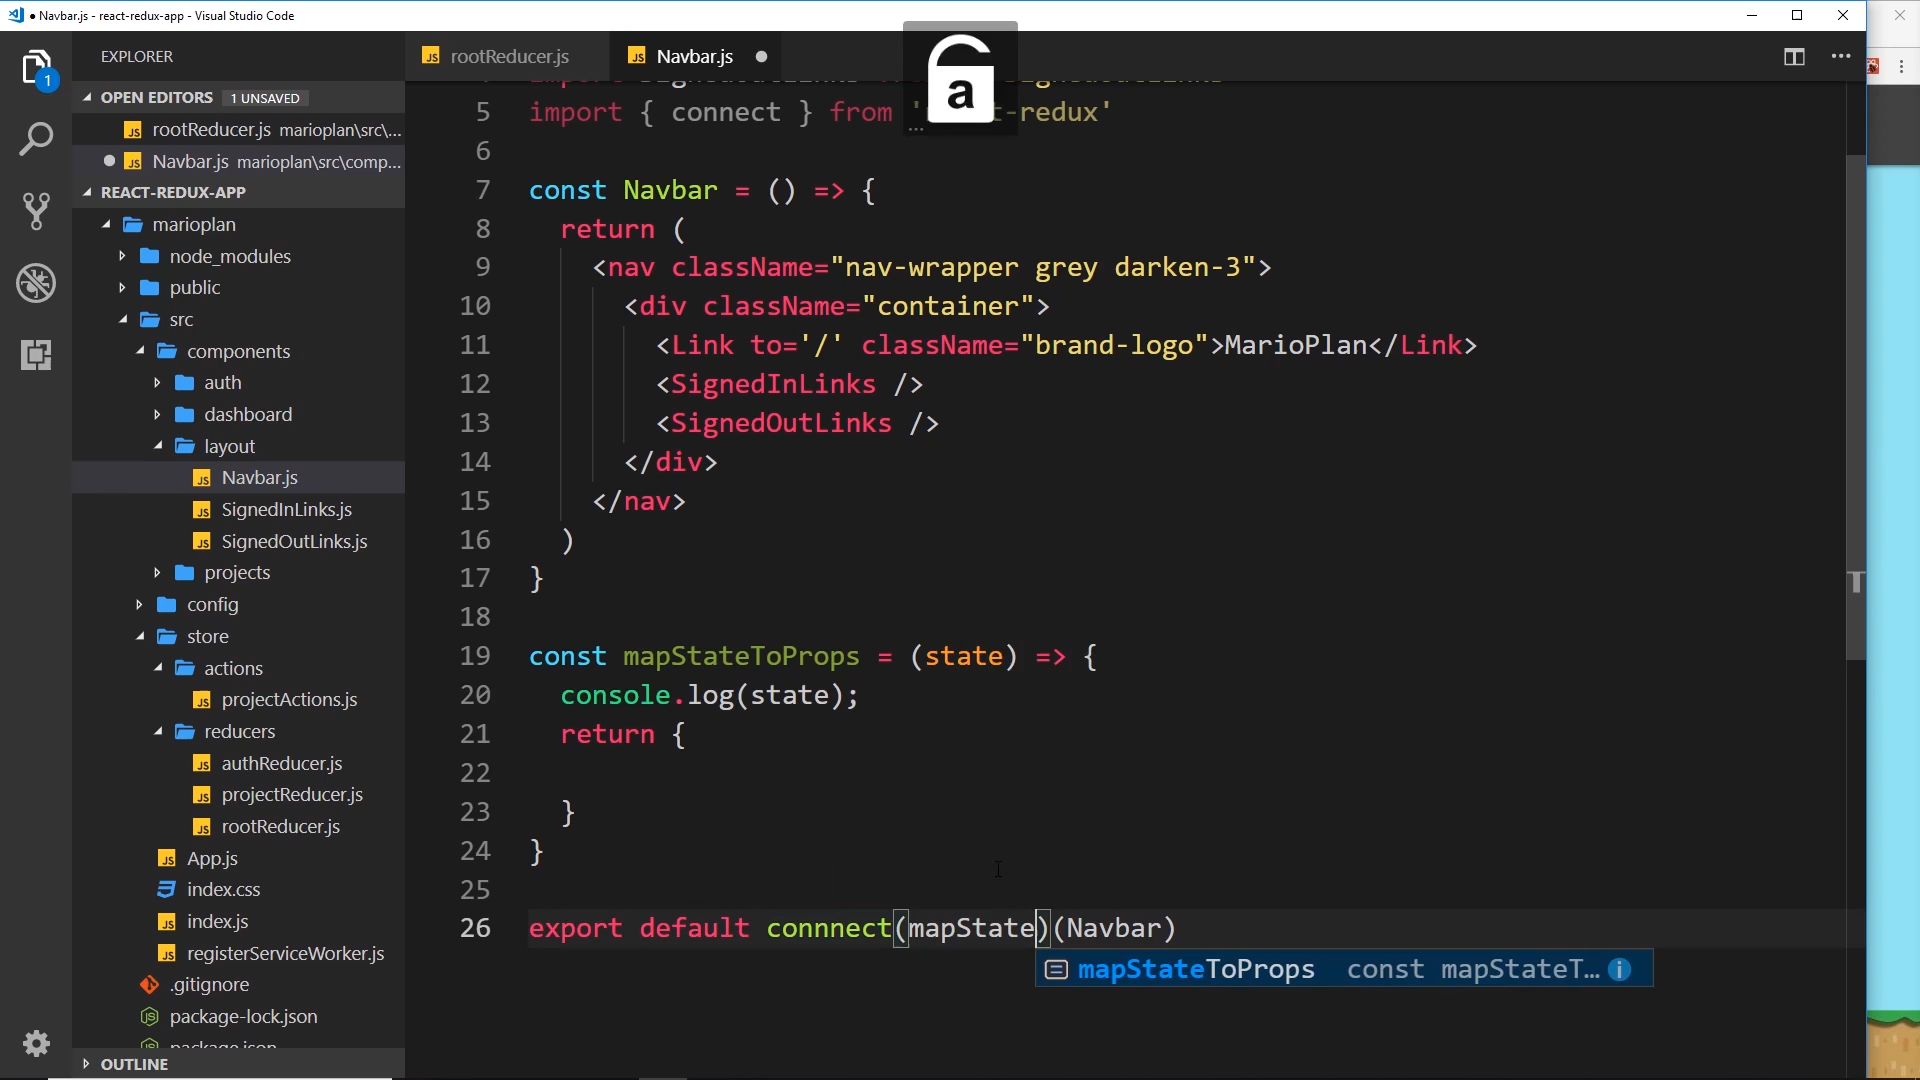 Navbar.js - react-redux-app - Visual Studio Code
EXPLORER
OPEN EDITORS 1 UNSAVED
rootReducer.js marioplan\src\...
Navbar.js marioplan\src\comp...
REACT-REDUX-APP
marioplan
node_modules
public
src
components
auth
dashboard
layout
Navbar.js
SignedInLinks.js
SignedOutLinks.js
projects
config
store
actions
projectActions.js
reducers
authReducer.js
projectReducer.js
rootReducer.js
App.js
index.css
index.js
registerServiceWorker.js
.gitignore
package-lock.json
package.json
OUTLINE
1
JS rootReducer.js
JS Navbar.js
a
5 import { connect } from ' t-redux'
6
7 const Navbar = () => {
8 return (
9 <nav className="nav-wrapper grey darken-3">
10 <div className="container">
11 <Link to='/' className="brand-logo">MarioPlan</Link>
12 <SignedInLinks />
13 <SignedOutLinks />
14 </div>
15 </nav>
16 )
17 }
18
19 const mapStateToProps = (state) => {
20 console.log(state);
21 return {
22
23 }
24 }
25
26 export default connnect(mapState)(Navbar)
mapStateToProps const mapStateT...